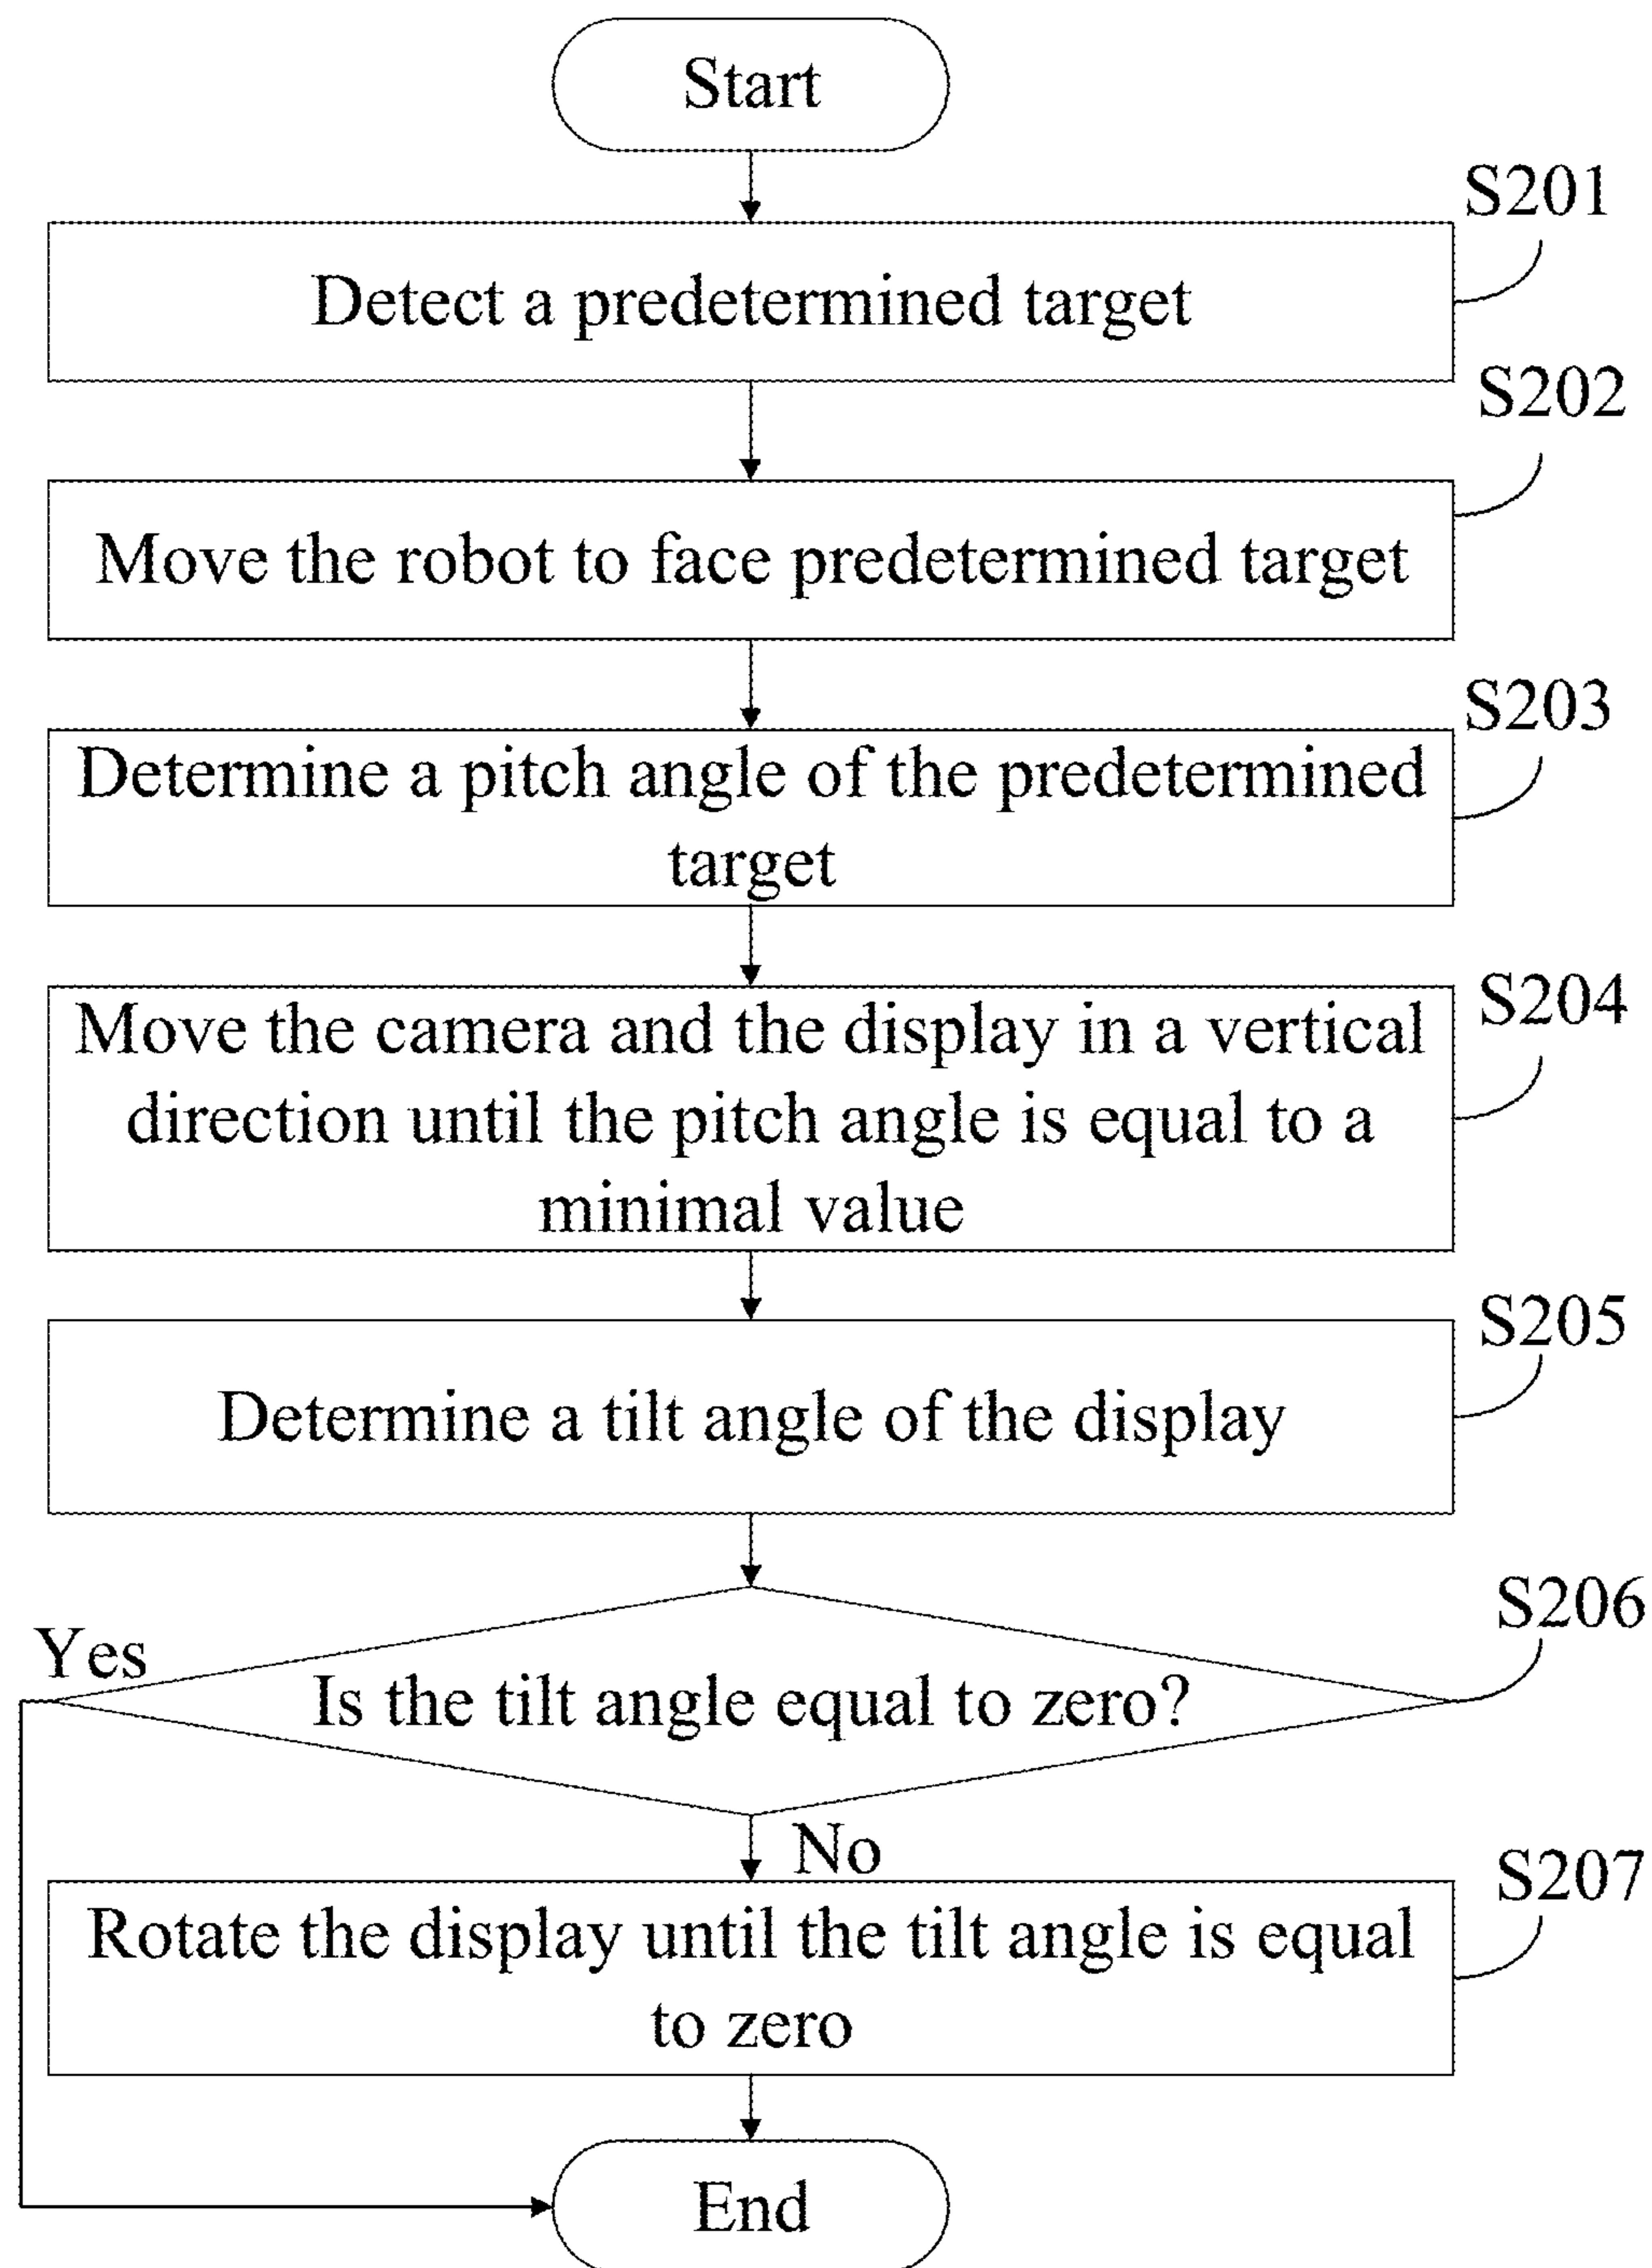 Start
S201
Detect a predetermined target
S202
Move the robot to face predetermined target
S203
Determine a pitch angle of the predetermined
target
S204
Move the camera and the display in a vertical
direction until the pitch angle is equal to a
minimal value
S205
Determine a tilt angle of the display
S206
Yes
Is the tilt angle equal to zero?
No
S207
Rotate the display until the tilt angle is equal
to zero
End